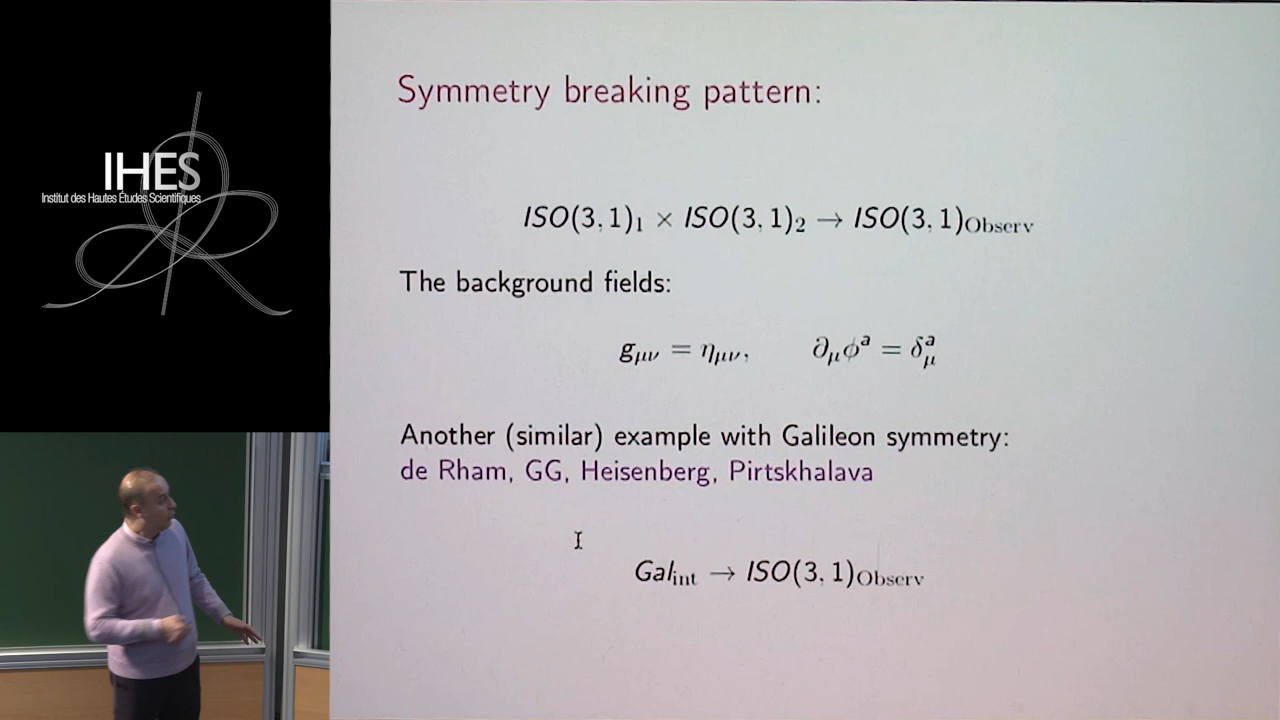 IHES
Institut des Hautes Études Scientifiques
Symmetry breaking pattern:
ISO(3, 1)₁ × ISO(3, 1)₂ → ISO(3, 1)_Observ
The background fields:
g_μν = η_μν,  ∂_μϕ^a = δ^a_μ
Another (similar) example with Galileon symmetry:
de Rham, GG, Heisenberg, Pirtskhalava
Gal_int → ISO(3, 1)_Observ